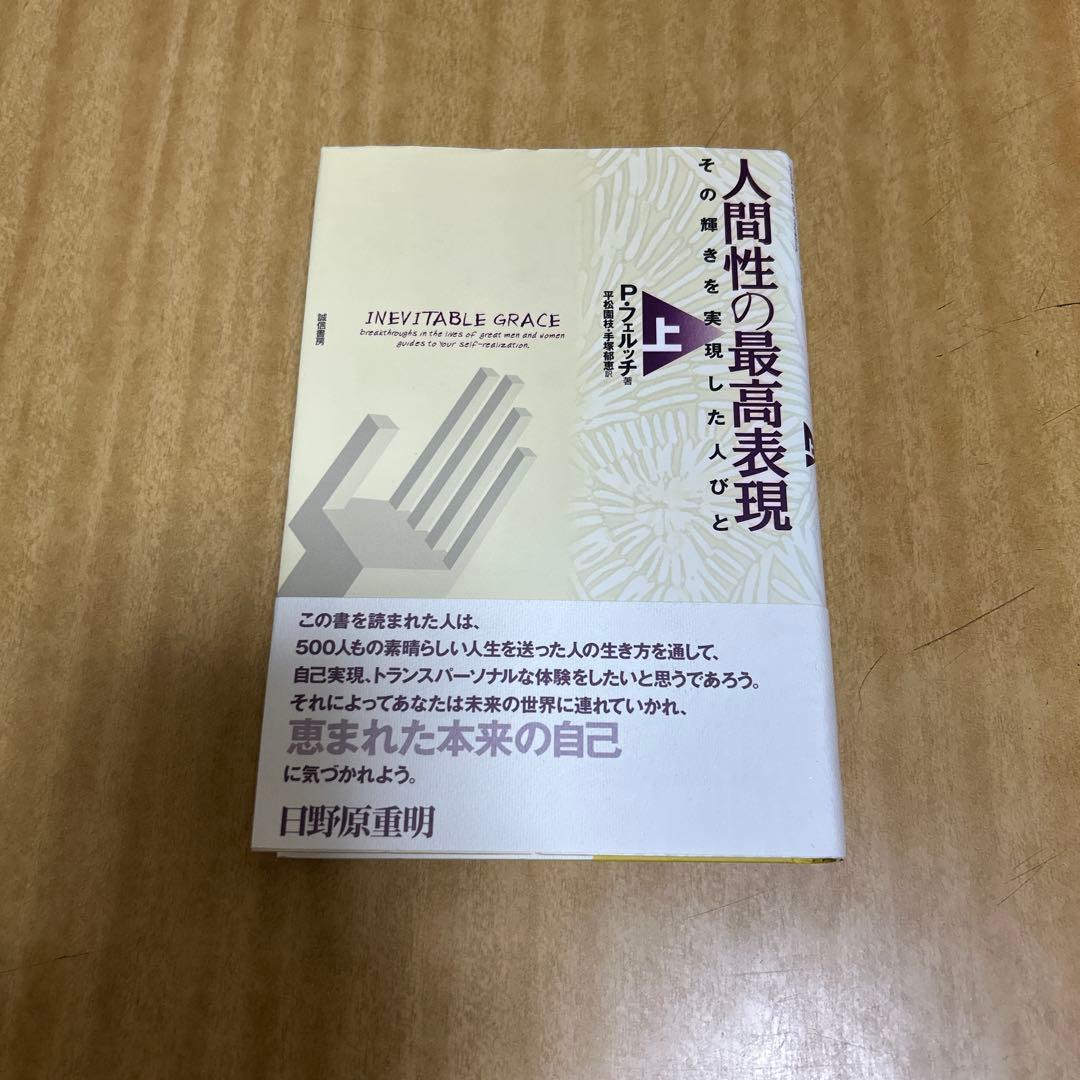 人間性の最高表現
その輝きを実現した人びと
上
P・フェルッチ 著
平松園枝・手塚郁恵 訳
INEVITABLE GRACE
breakthroughs in the lives of great men and women
guides to your self-realization.
誠信書房
この書を読まれた人は、
500人もの素晴らしい人生を送った人の生き方を通して、
自己実現、トランスパーソナルな体験をしたいと思うであろう。
それによってあなたは未来の世界に連れていかれ、
恵まれた本来の自己
に気づかれよう。
日野原重明